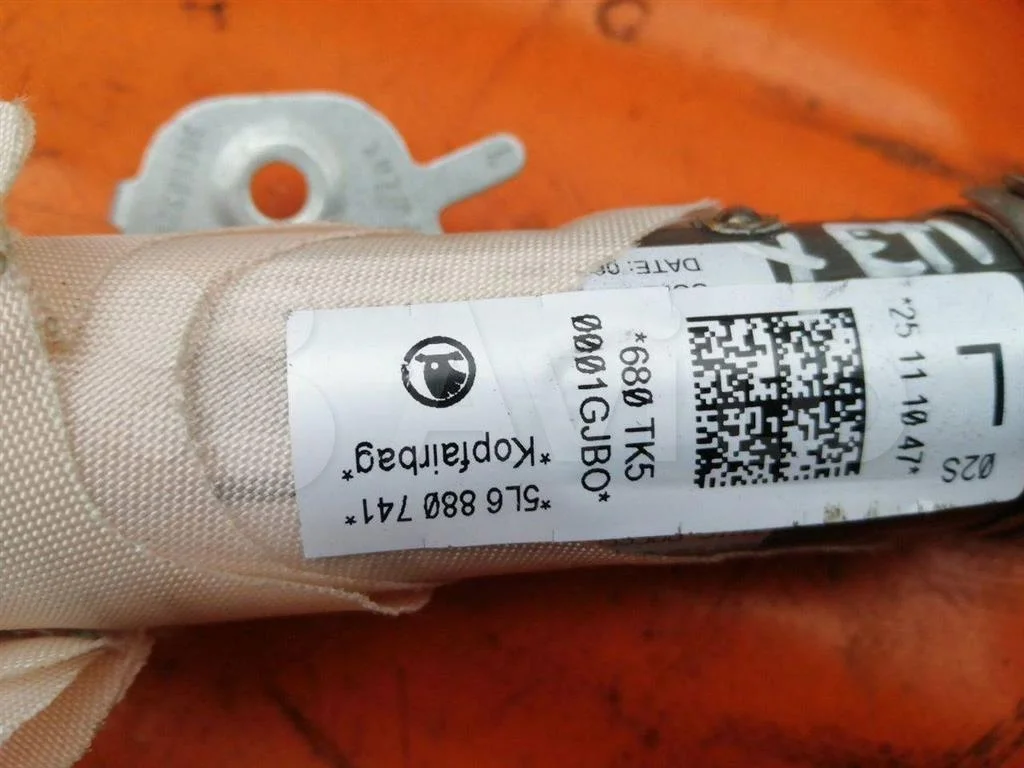 *5L6 880 741*
*Kopfairbag*
*680 TK5
0001GJBO*
*25 11 10 47*
L
02S
DATE: